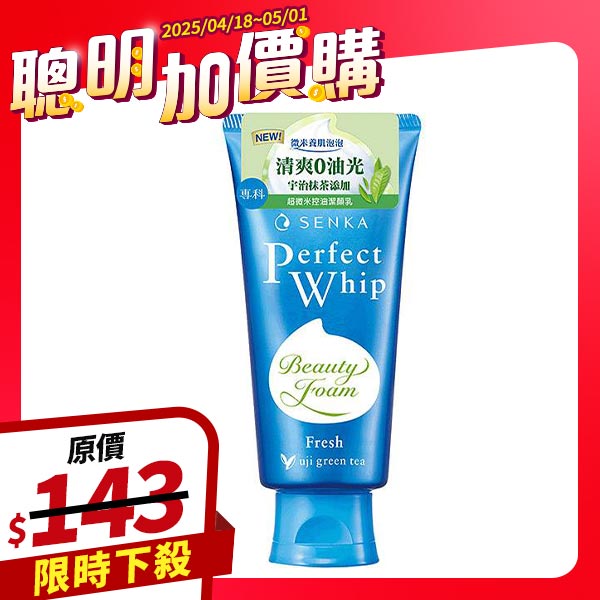 2025/04/18~05/01
聰明加價購
NEW!
微米養肌泡泡
清爽0油光
宇治抹茶添加
超微米控油潔顏乳
専科
SENKA
Perfect
Whip
Beauty
Foam
Fresh
uji green tea
原價
$143
限時下殺